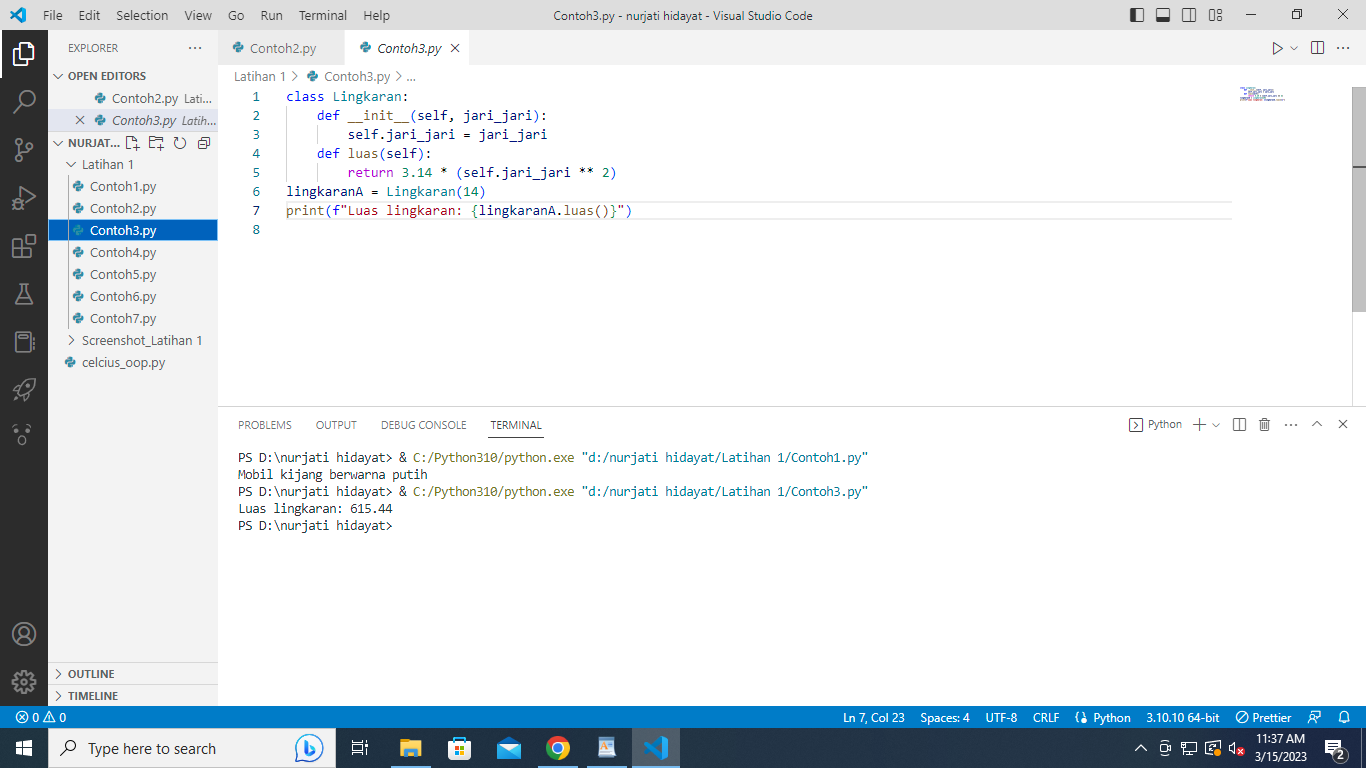 File Edit Selection View Go Run Terminal Help
Contoh3.py - nurjati hidayat - Visual Studio Code
EXPLORER
OPEN EDITORS
Contoh2.py Lati...
Contoh3.py Latih...
NURJAT...
Latihan 1
Contoh1.py
Contoh2.py
Contoh3.py
Contoh4.py
Contoh5.py
Contoh6.py
Contoh7.py
Screenshot_Latihan 1
celcius_oop.py
OUTLINE
TIMELINE
Contoh2.py
Contoh3.py
Latihan 1 > Contoh3.py > ...
1 class Lingkaran:
2 def __init__(self, jari_jari):
3 self.jari_jari = jari_jari
4 def luas(self):
5 return 3.14 * (self.jari_jari ** 2)
6 lingkaranA = Lingkaran(14)
7 print(f"Luas lingkaran: {lingkaranA.luas()}")
8
PROBLEMS OUTPUT DEBUG CONSOLE TERMINAL
Python
PS D:\nurjati hidayat> & C:/Python310/python.exe "d:/nurjati hidayat/Latihan 1/Contoh1.py"
Mobil kijang berwarna putih
PS D:\nurjati hidayat> & C:/Python310/python.exe "d:/nurjati hidayat/Latihan 1/Contoh3.py"
Luas lingkaran: 615.44
PS D:\nurjati hidayat>
0 0
Ln 7, Col 23 Spaces: 4 UTF-8 CRLF Python 3.10.10 64-bit Prettier
Type here to search
11:37 AM
3/15/2023
2